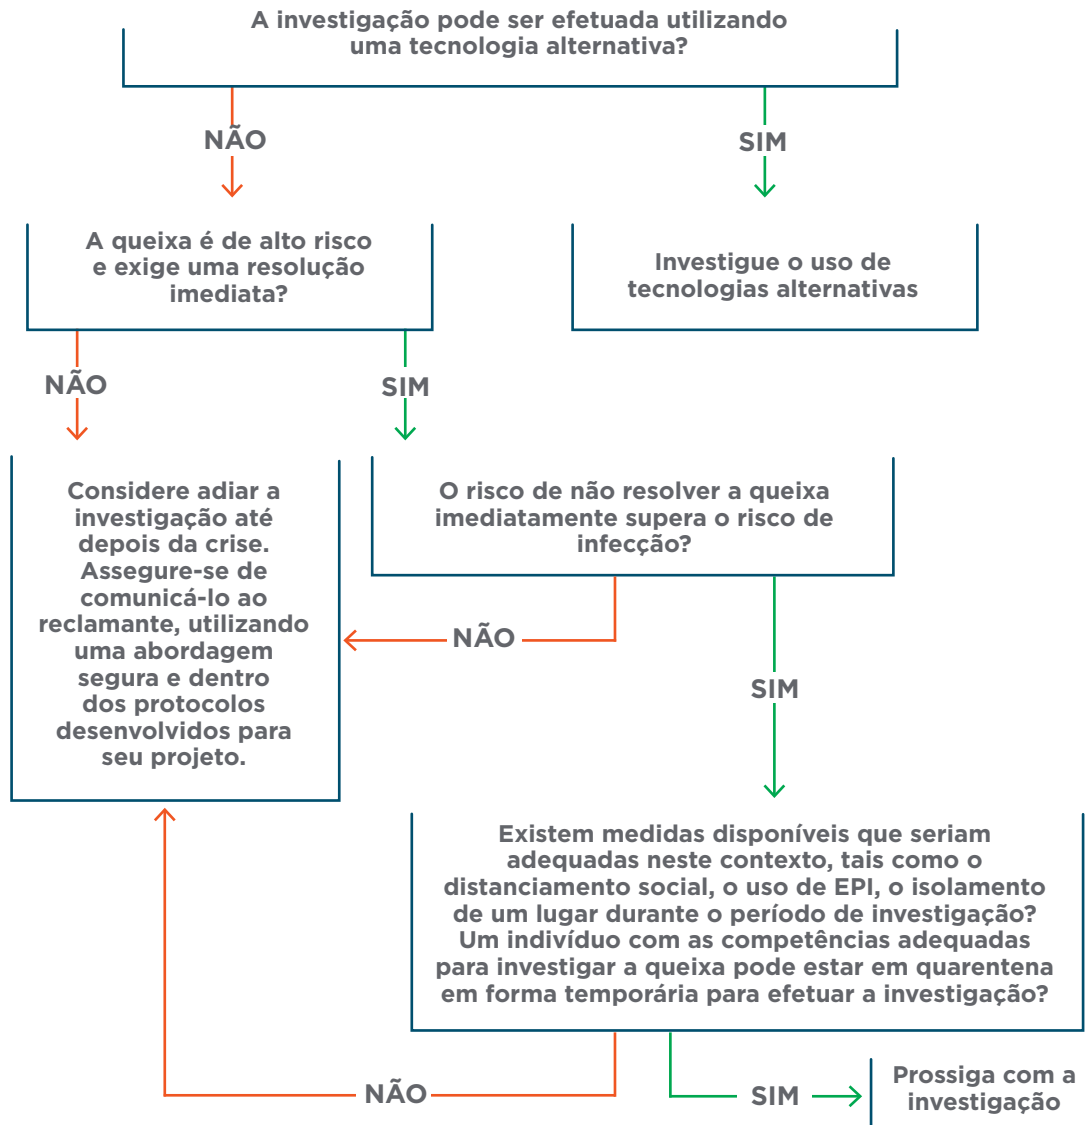 A investigação pode ser efetuada utilizando
uma tecnologia alternativa?
NÃO
SIM
A queixa é de alto risco
e exige uma resolução
imediata?
Investigue o uso de
tecnologias alternativas
NÃO
SIM
Considere adiar a
investigação até
depois da crise.
Assegure-se de
comunicá-lo ao
reclamante, utilizando
uma abordagem
segura e dentro
dos protocolos
desenvolvidos para
seu projeto.
O risco de não resolver a queixa
imediatamente supera o risco de
infecção?
NÃO
SIM
Existem medidas disponíveis que seriam
adequadas neste contexto, tais como o
distanciamento social, o uso de EPI, o isolamento
de um lugar durante o período de investigação?
Um indivíduo com as competências adequadas
para investigar a queixa pode estar em quarentena
em forma temporária para efetuar a investigação?
NÃO
SIM
Prossiga com a
investigação